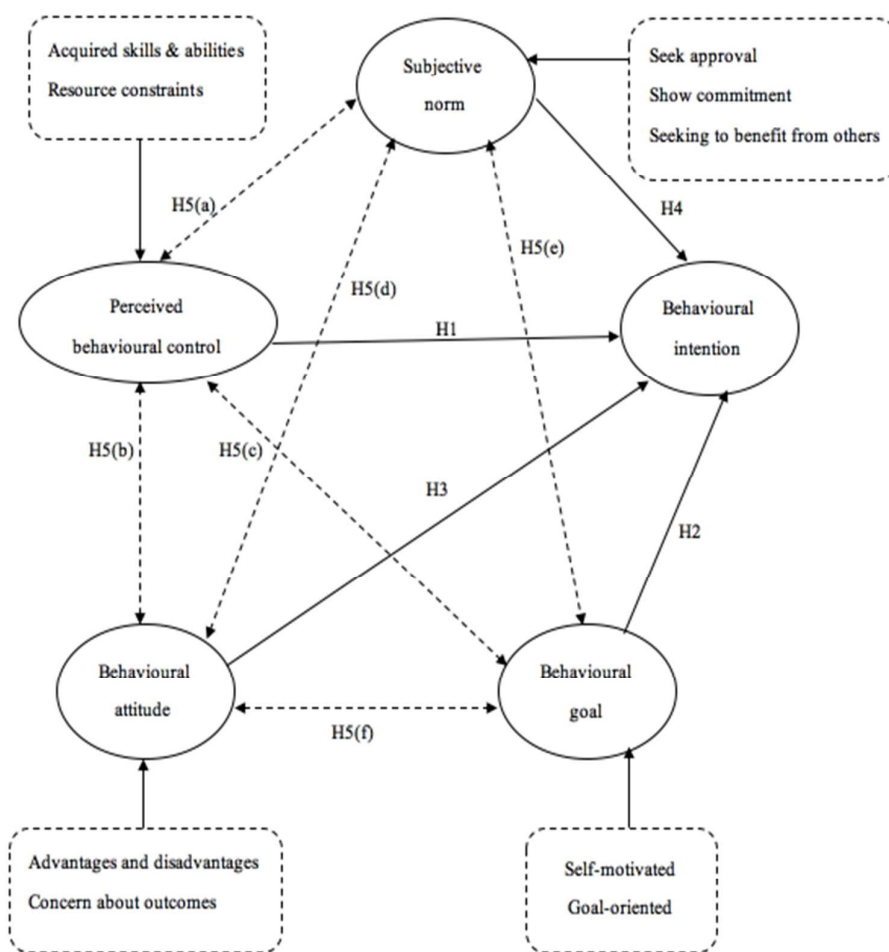 Acquired skills & abilities
Resource constraints
Subjective
norm
Seek approval
Show commitment
Seeking to benefit from others
H5(a)
H4
H5(e)
H5(d)
Perceived
behavioural control
H1
Behavioural
intention
H5(b)
H5(c)
H3
H2
Behavioural
attitude
Behavioural
goal
H5(f)
Advantages and disadvantages
Concern about outcomes
Self-motivated
Goal-oriented